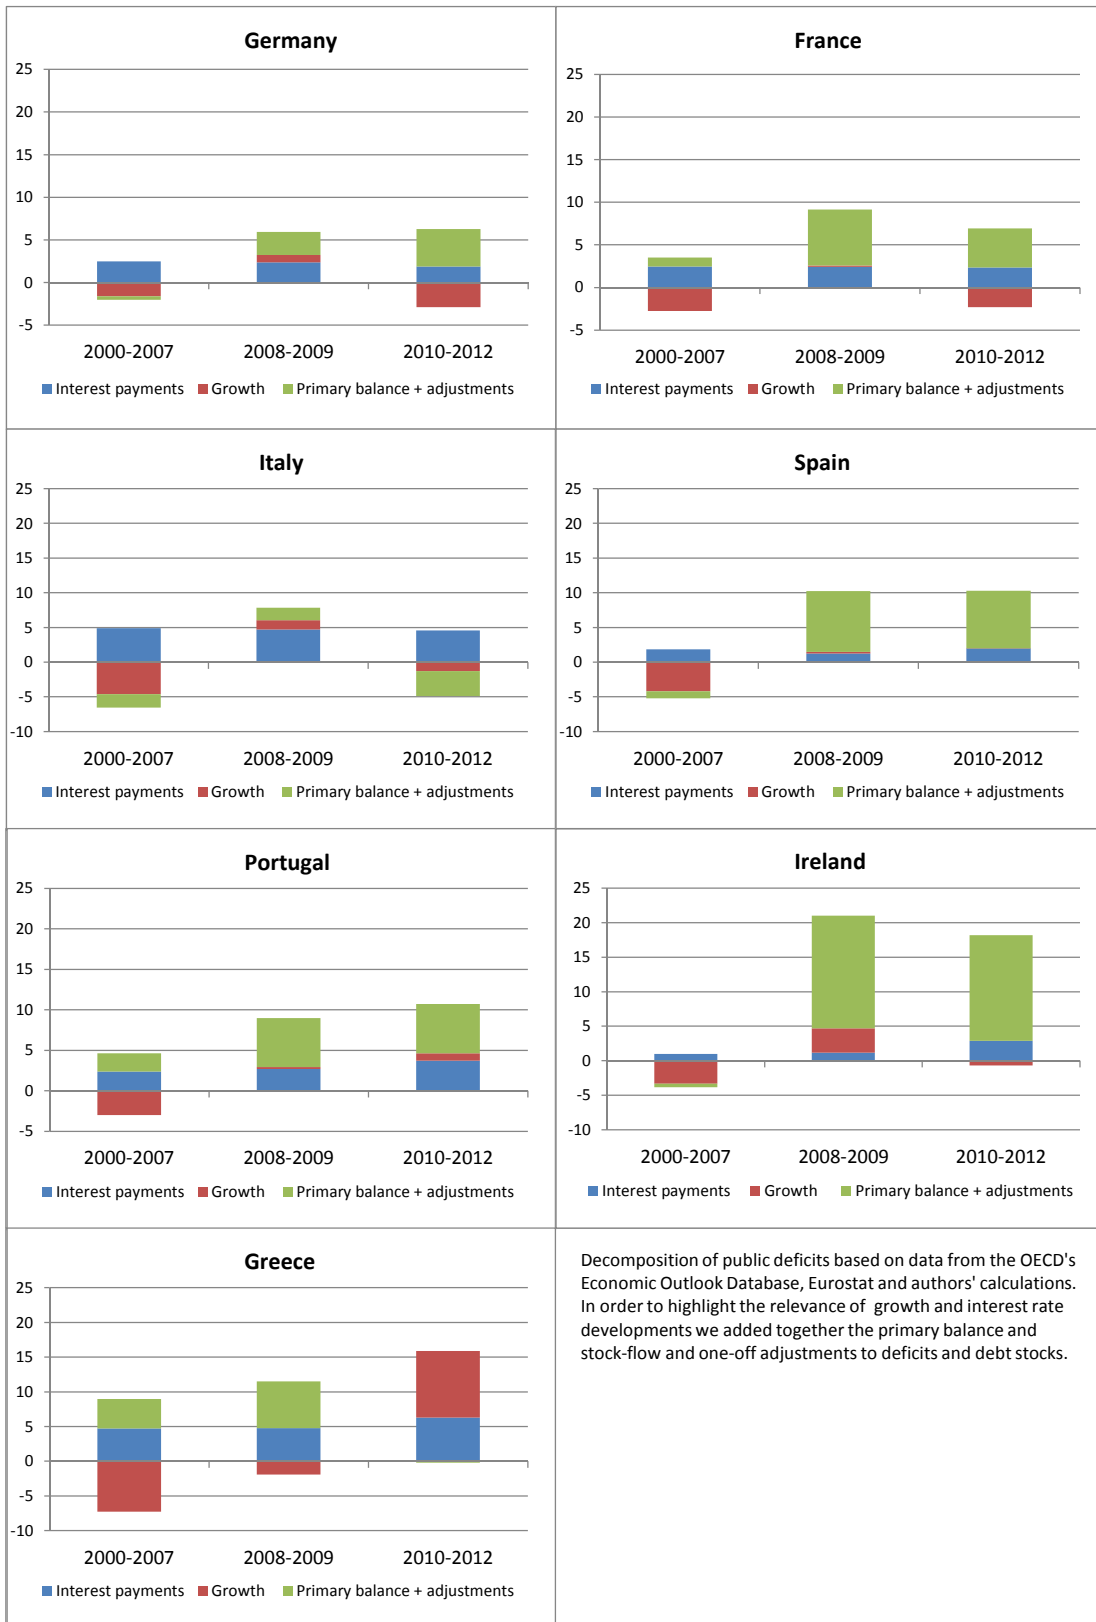 Germany
25
20
15
10
5
0
-5
2000-2007 2008-2009 2010-2012
Interest payments Growth Primary balance + adjustments
France
25
20
15
10
5
0
-5
2000-2007 2008-2009 2010-2012
Interest payments Growth Primary balance + adjustments
Italy
25
20
15
10
5
0
-5
-10
2000-2007 2008-2009 2010-2012
Interest payments Growth Primary balance + adjustments
Spain
25
20
15
10
5
0
-5
-10
2000-2007 2008-2009 2010-2012
Interest payments Growth Primary balance + adjustments
Portugal
25
20
15
10
5
0
-5
2000-2007 2008-2009 2010-2012
Interest payments Growth Primary balance + adjustments
Ireland
25
20
15
10
5
0
-5
-10
2000-2007 2008-2009 2010-2012
Interest payments Growth Primary balance + adjustments
Greece
25
20
15
10
5
0
-5
-10
2000-2007 2008-2009 2010-2012
Interest payments Growth Primary balance + adjustments
Decomposition of public deficits based on data from the OECD's
Economic Outlook Database, Eurostat and authors' calculations.
In order to highlight the relevance of growth and interest rate
developments we added together the primary balance and
stock-flow and one-off adjustments to deficits and debt stocks.